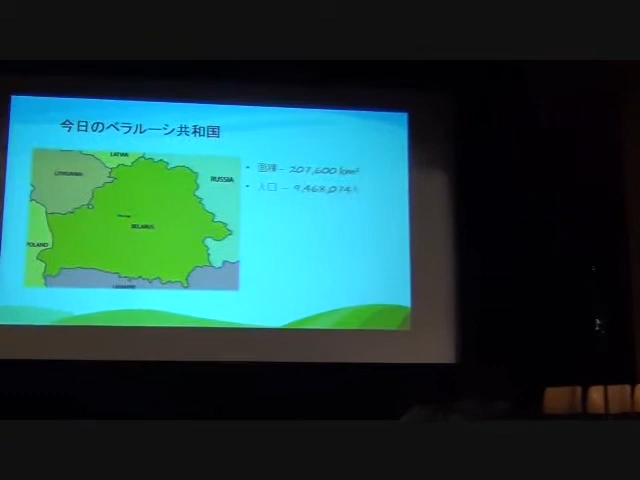 今日のベラルーシ共和国
LATVIA
LITHUANIA
RUSSIA
• 面積 – 207,600 km²
• 人口 – 9,468,074人
BELARUS
POLAND
UKRAINE